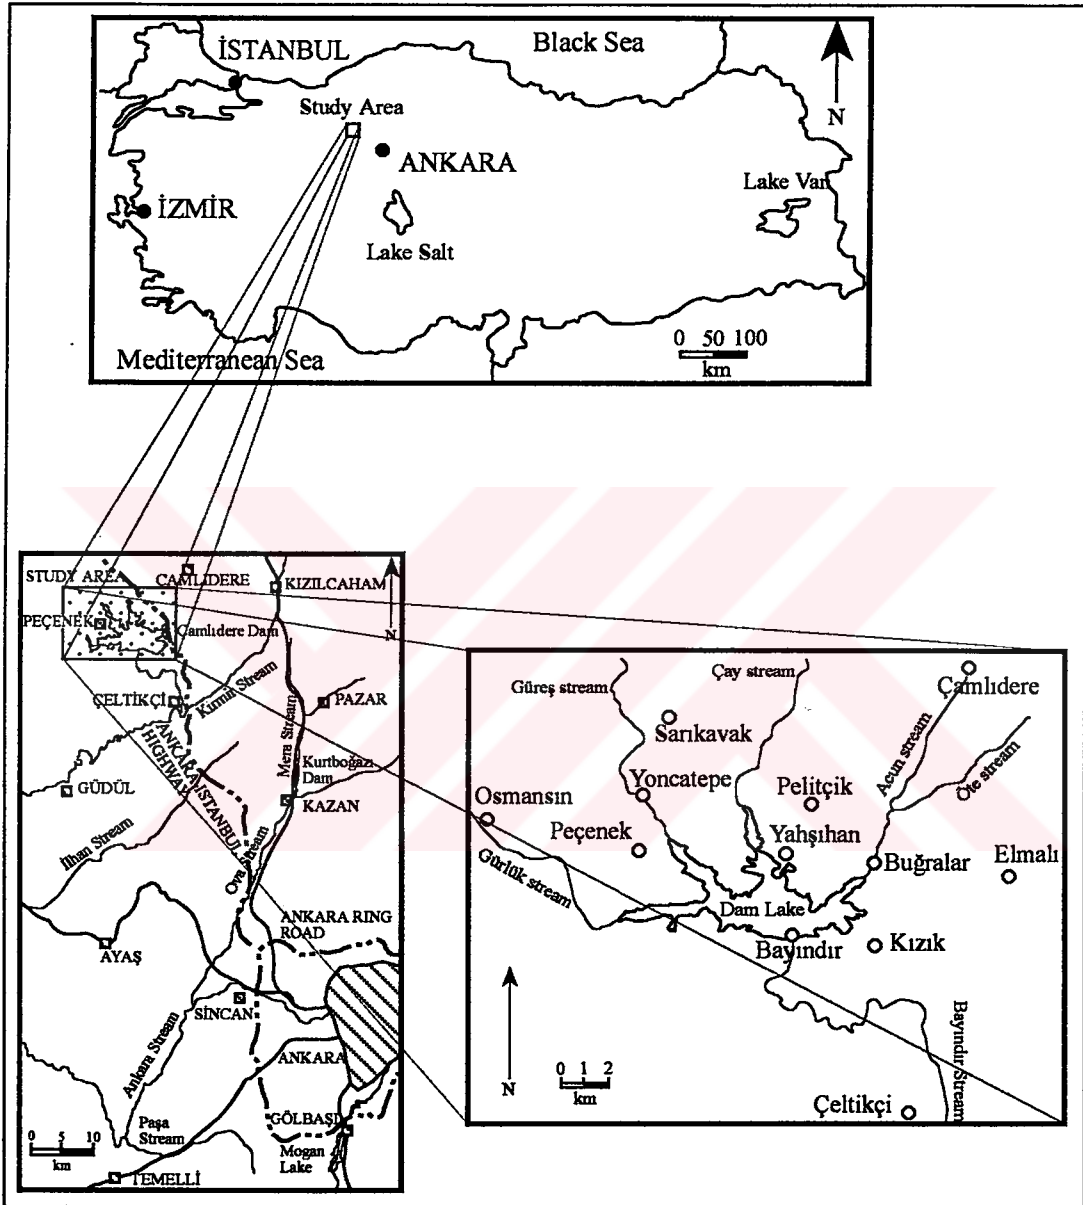 Black Sea
İSTANBUL
N
Study Area
ANKARA
Lake Van
İZMİR
Lake Salt
0 50 100
km
Mediterranean Sea
STUDY AREA
ÇAMLIDERE
KIZILCAHAM
PEÇENEK
Çamlıdere Dam
N
ÇELTİKÇİ
Kirmir Stream
PAZAR
Mera Stream
ANKARA İSTANBUL
HIGHWAY
Kurtboğazı
Dam
GÜDÜL
KAZAN
İlhan Stream
Ova Stream
ANKARA RING
ROAD
AYAŞ
SİNCAN
Ankara Stream
ANKARA
Paşa
Stream
GÖLBAŞI
Mogan
Lake
0 5 10
km
TEMELLİ
Güreş stream
Çay stream
Çamlıdere
Sarıkavak
Acun stream
Öte stream
Yoncatepe
Pelitçik
Osmansın
Peçenek
Yahşıhan
Buğralar
Elmalı
Gürlük stream
Dam Lake
Bayındır
Kızık
N
0 1 2
km
Bayındır Stream
Çeltikçi